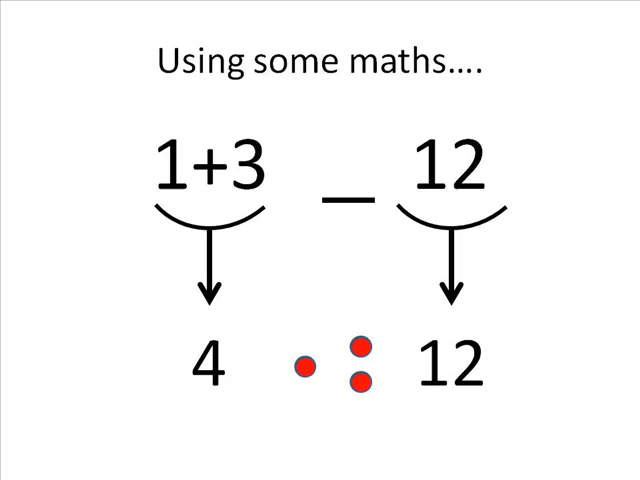 Using some maths....
1+3 – 12
4 12